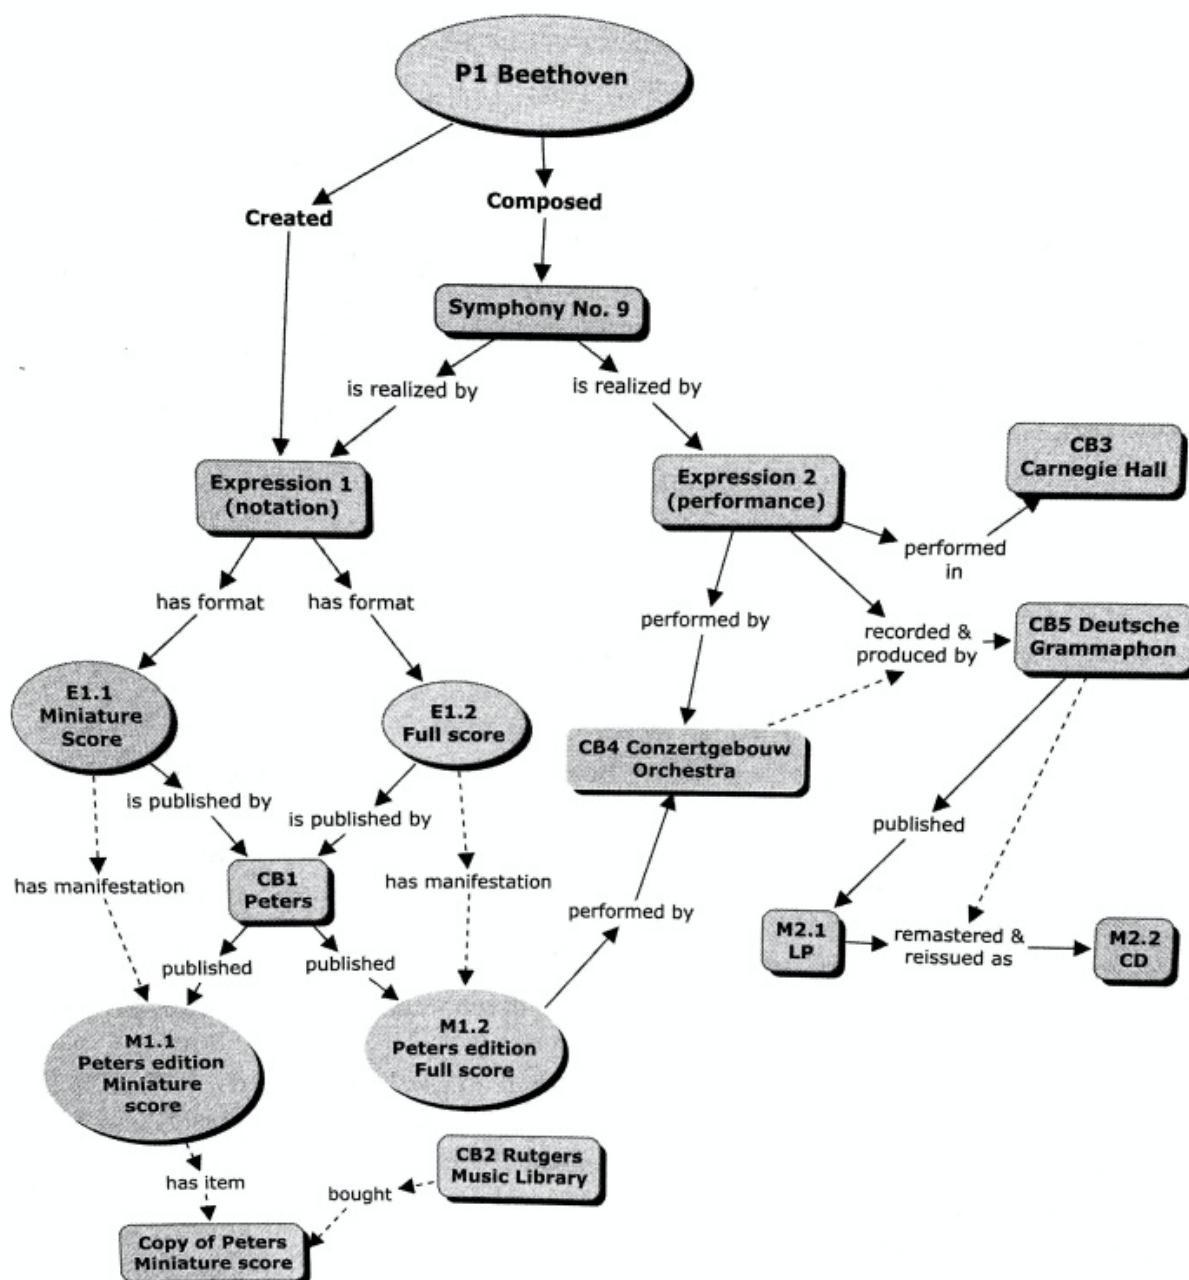 P1 Beethoven
Created
Composed
Symphony No. 9
is realized by
is realized by
Expression 1
(notation)
Expression 2
(performance)
CB3
Carnegie Hall
performed
in
has format
has format
performed by
recorded &
produced by
CB5 Deutsche
Grammaphon
E1.1
Miniature
Score
E1.2
Full score
CB4 Conzertgebouw
Orchestra
is published by
is published by
published
has manifestation
CB1
Peters
has manifestation
performed by
M2.1
LP
remastered &
reissued as
M2.2
CD
published
published
M1.1
Peters edition
Miniature
score
M1.2
Peters edition
Full score
CB2 Rutgers
Music Library
has item
bought
Copy of Peters
Miniature score